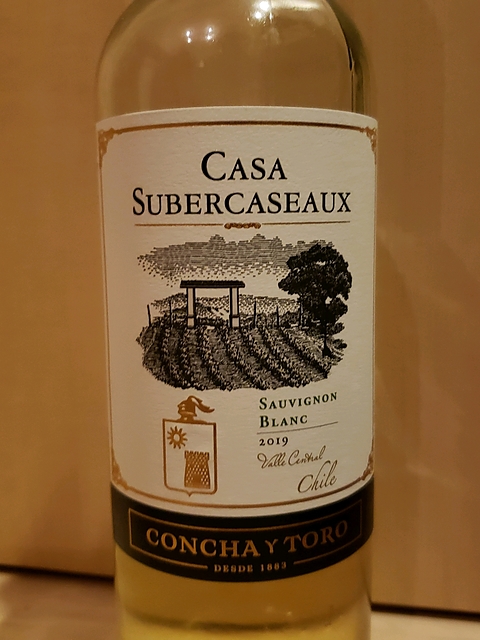 CASA
SUBERCASEAUX
SAUVIGNON
BLANC
2019
Valle Central
Chile
CONCHA Y TORO
DESDE 1883